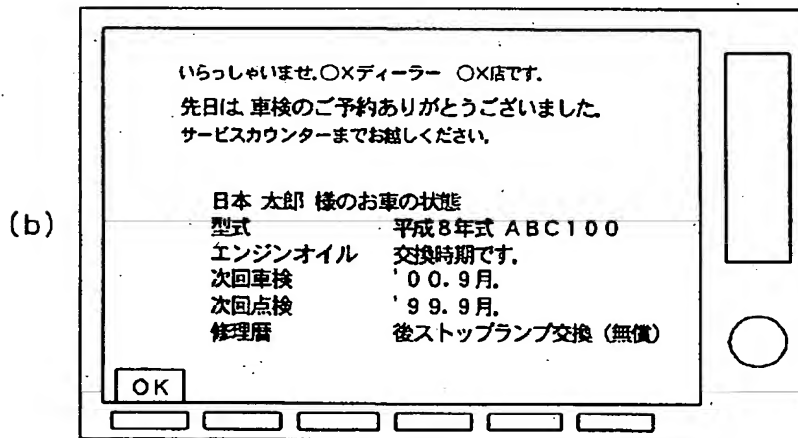 いらっしゃいませ.〇×ディーラー　〇×店です.
先日は、車検のご予約ありがとうございました.
サービスカウンターまでお越しください.
(b)
日本 太郎 様のお車の状態
型式　平成8年式 ABC100
エンジンオイル　交換時期です.
次回車検　'00.9月.
次回点検　'99.9月.
修理暦　後ストップランプ交換（無償）
OK